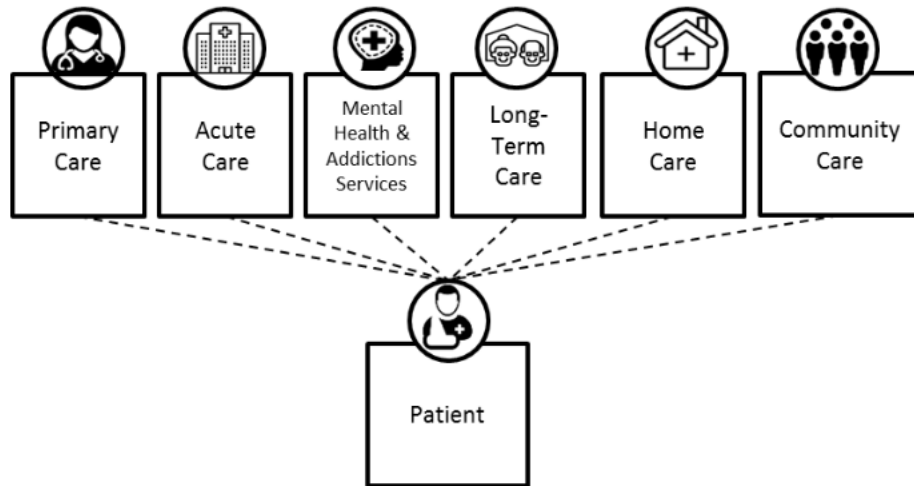 Primary
Care
Acute
Care
Mental
Health &
Addictions
Services
Long-
Term
Care
Home
Care
Community
Care
Patient